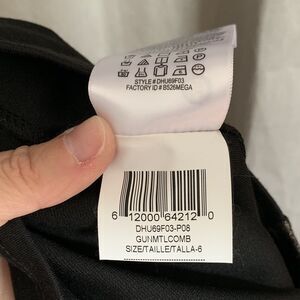 STYLE#DHU69F03
FACTORY ID # B526MEGA
6 12000 64212 0
DHU69F03-P08
GUNMTLCOMB
SIZE/TAILLE/TALLA-6